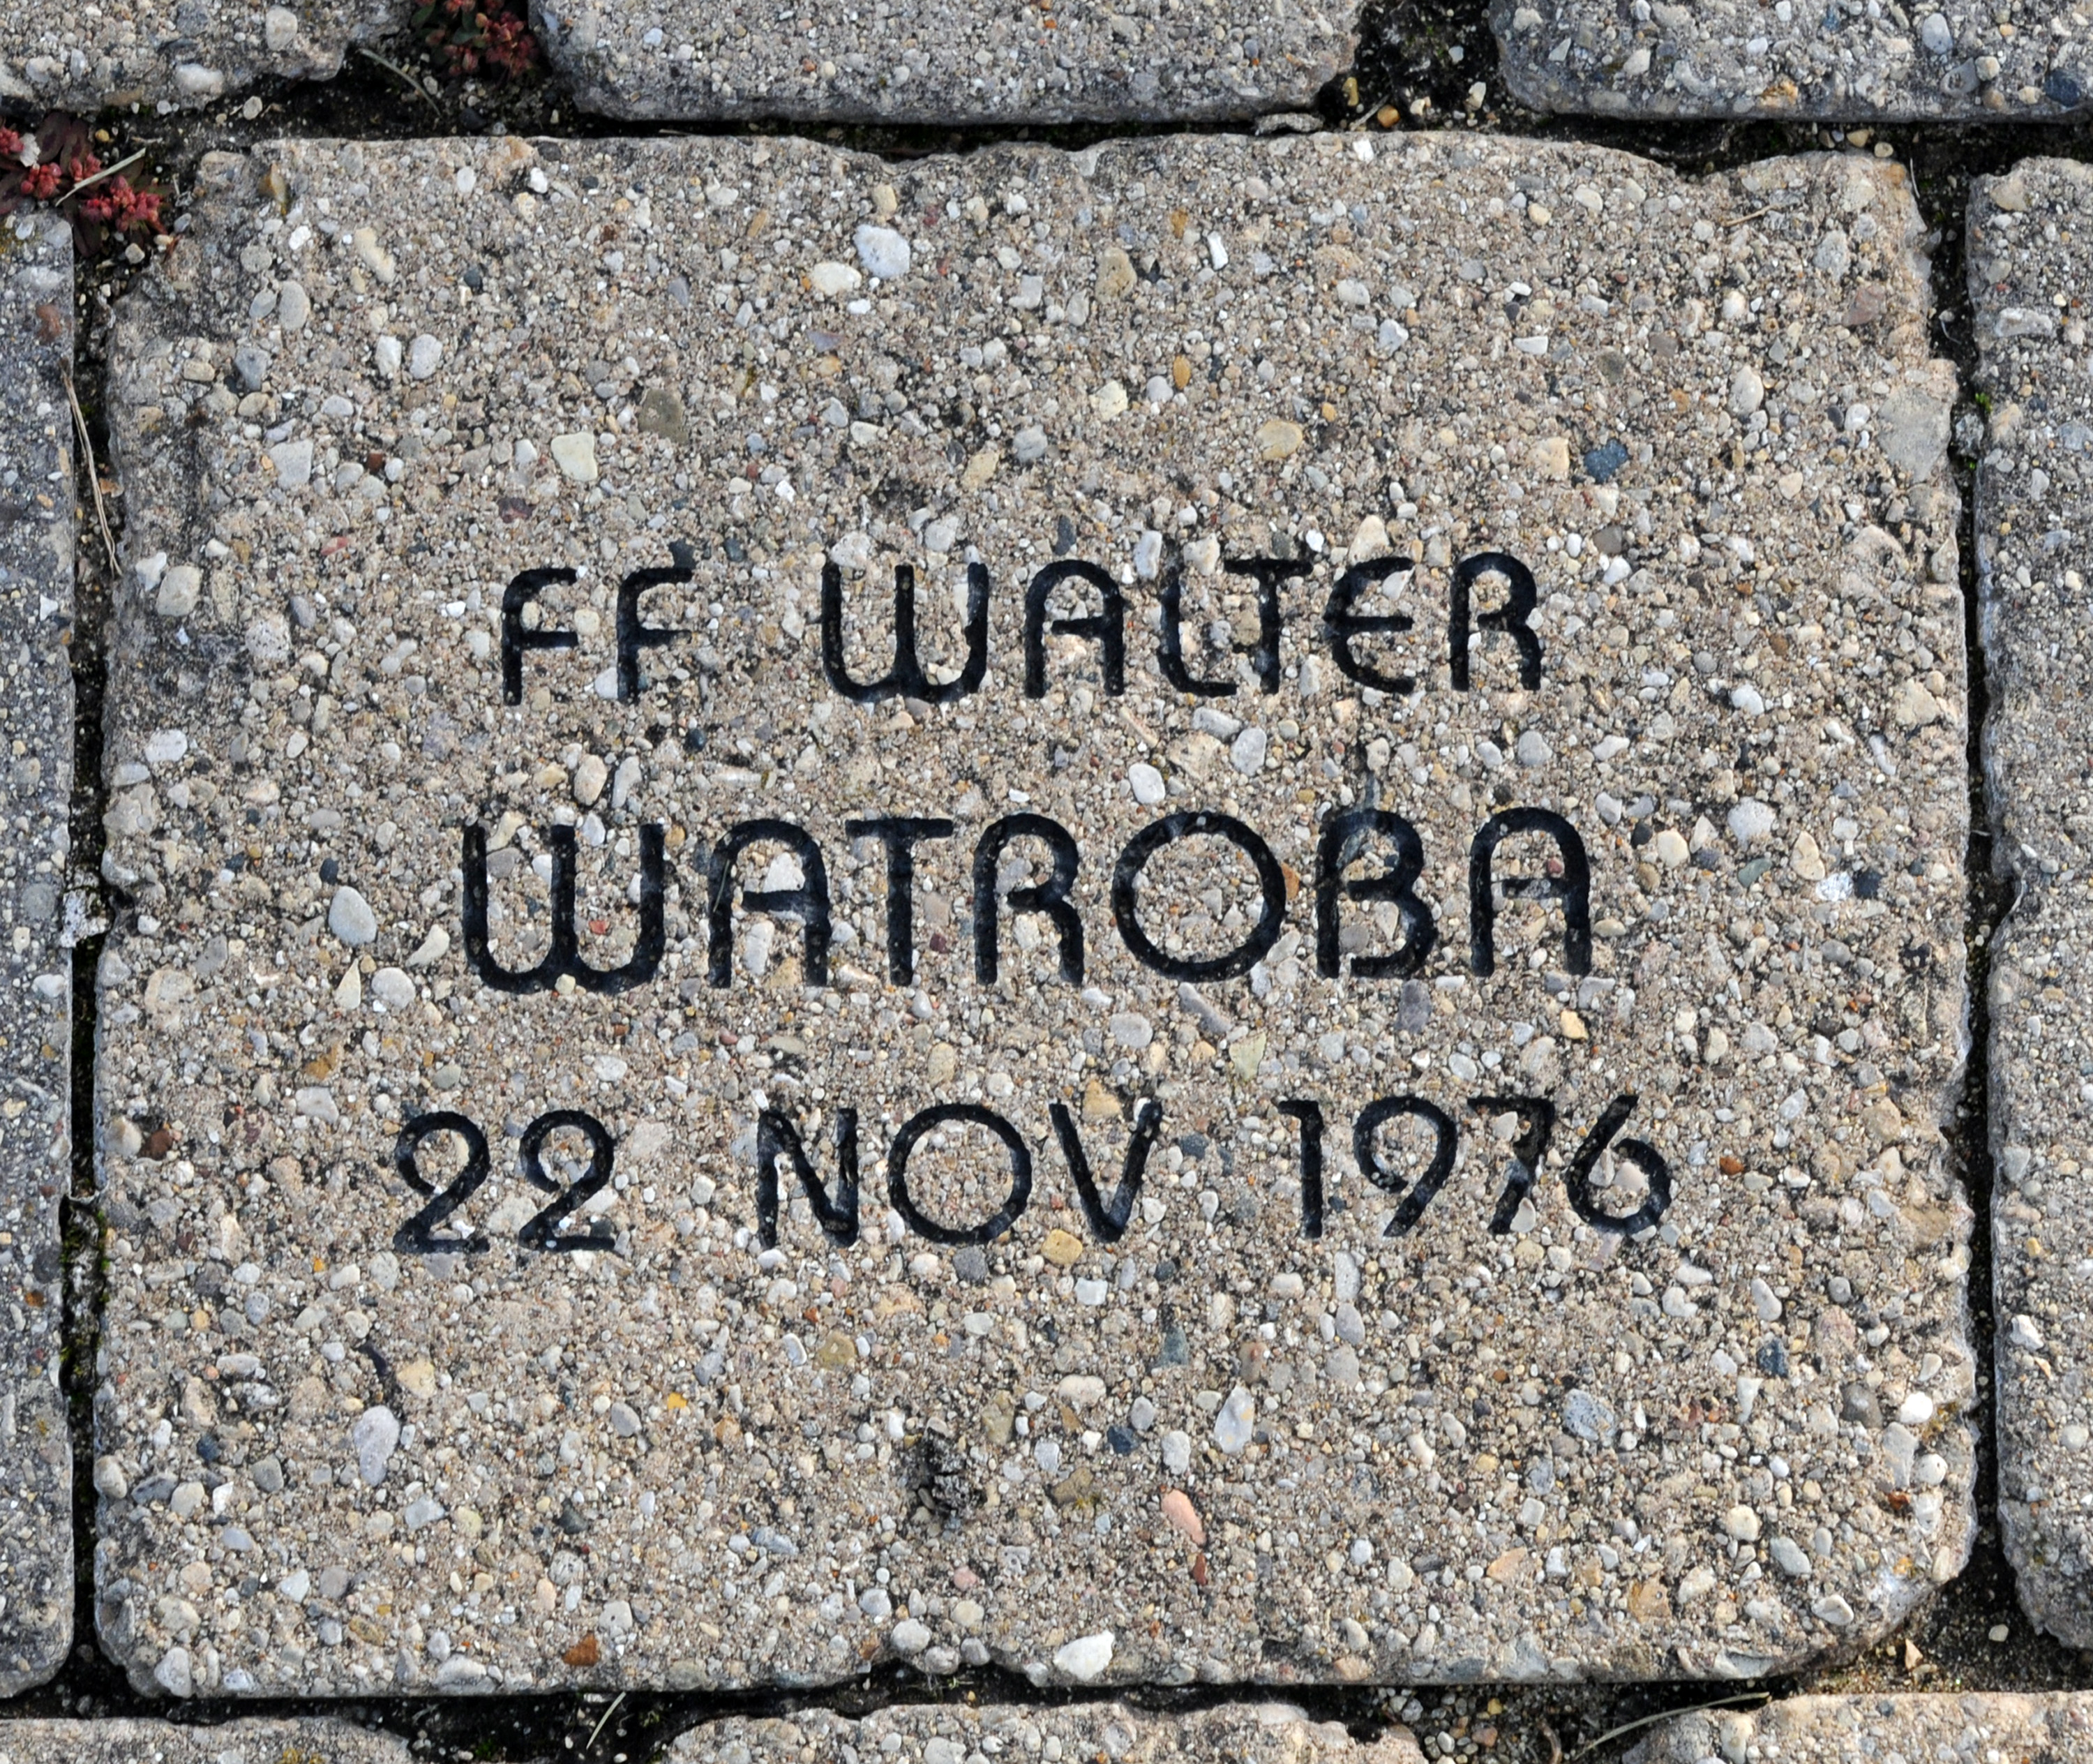 FF WALTER
WATROBA
22 NOV 1976